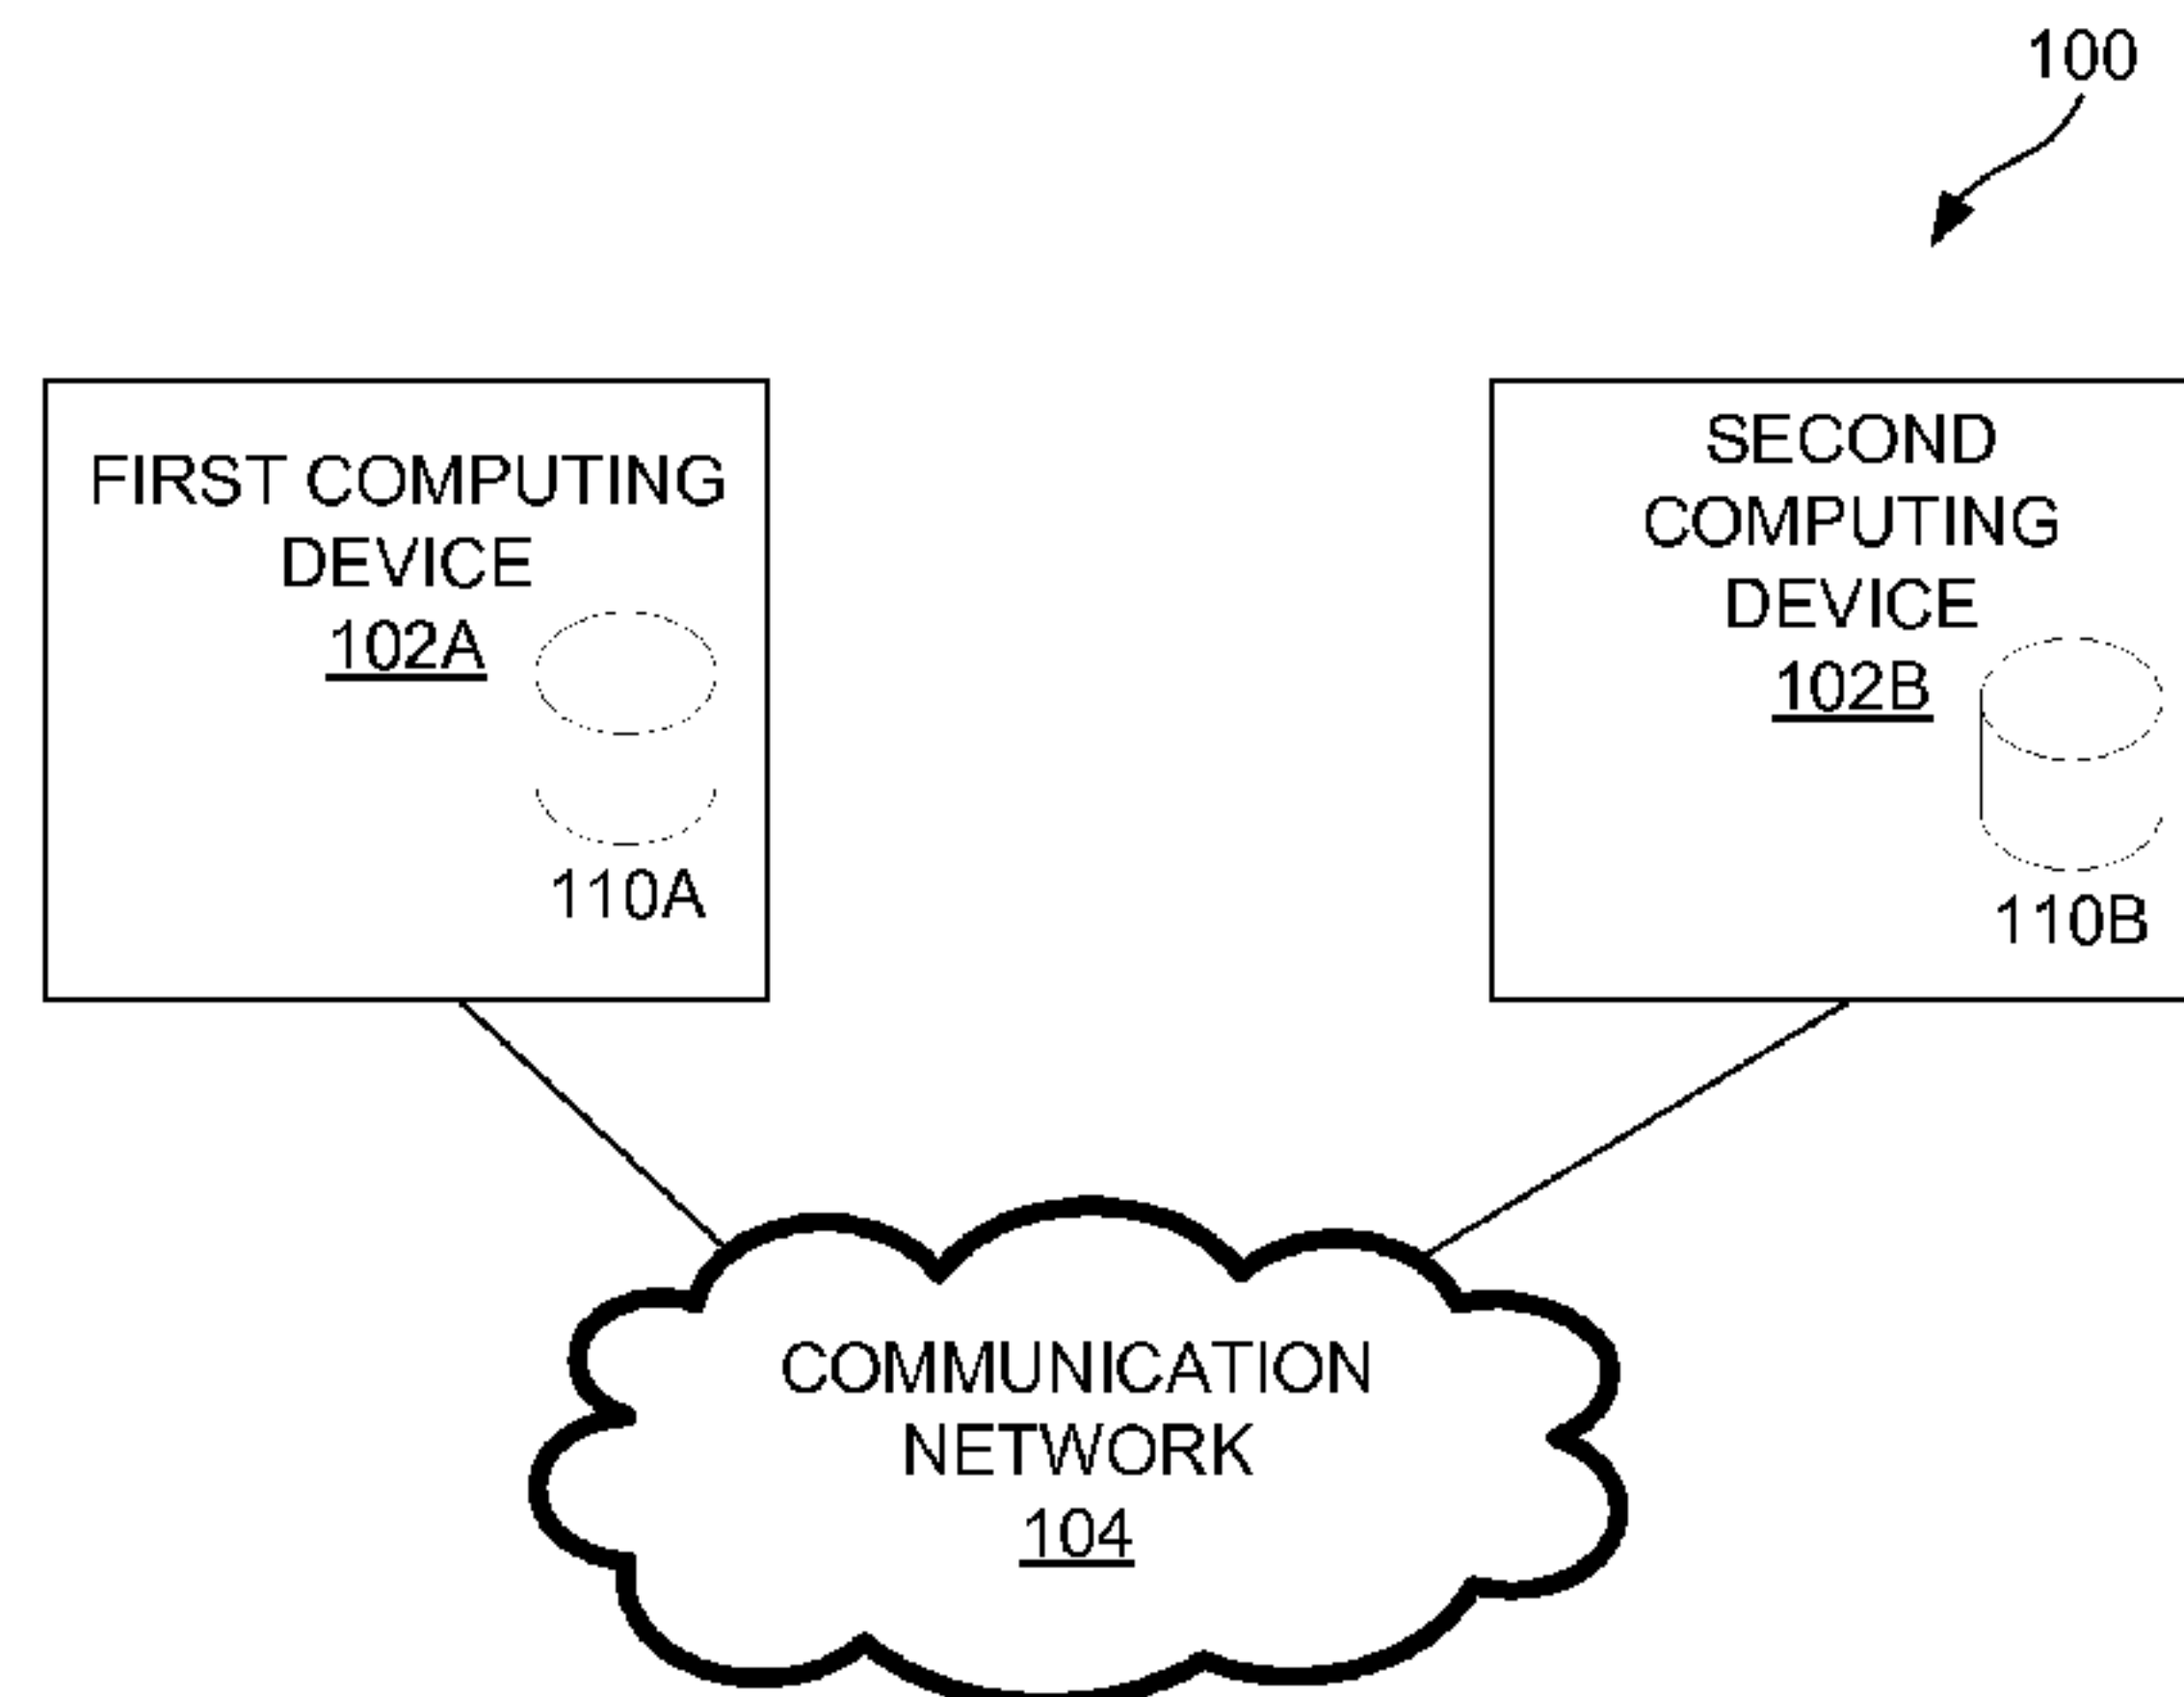 100
FIRST COMPUTING
DEVICE
102A
110A
SECOND
COMPUTING
DEVICE
102B
110B
COMMUNICATION
NETWORK
104